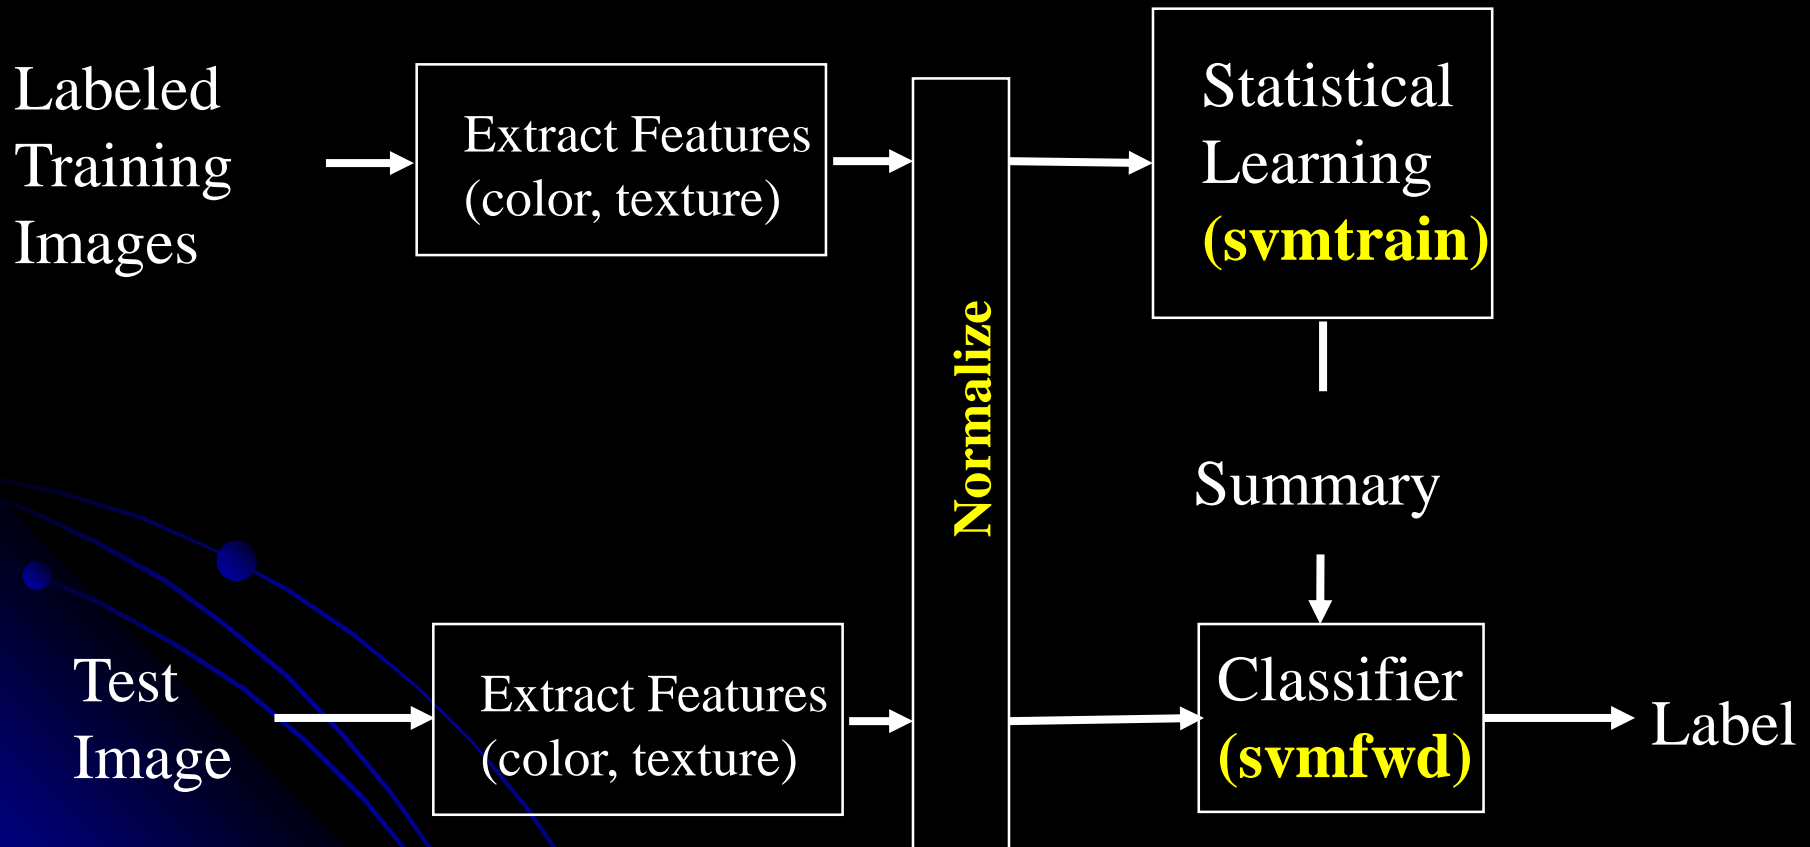 Labeled
Training
Images
Extract Features
(color, texture)
Normalize
Statistical
Learning
(svmtrain)
Summary
Test
Image
Extract Features
(color, texture)
Classifier
(svmfwd)
Label